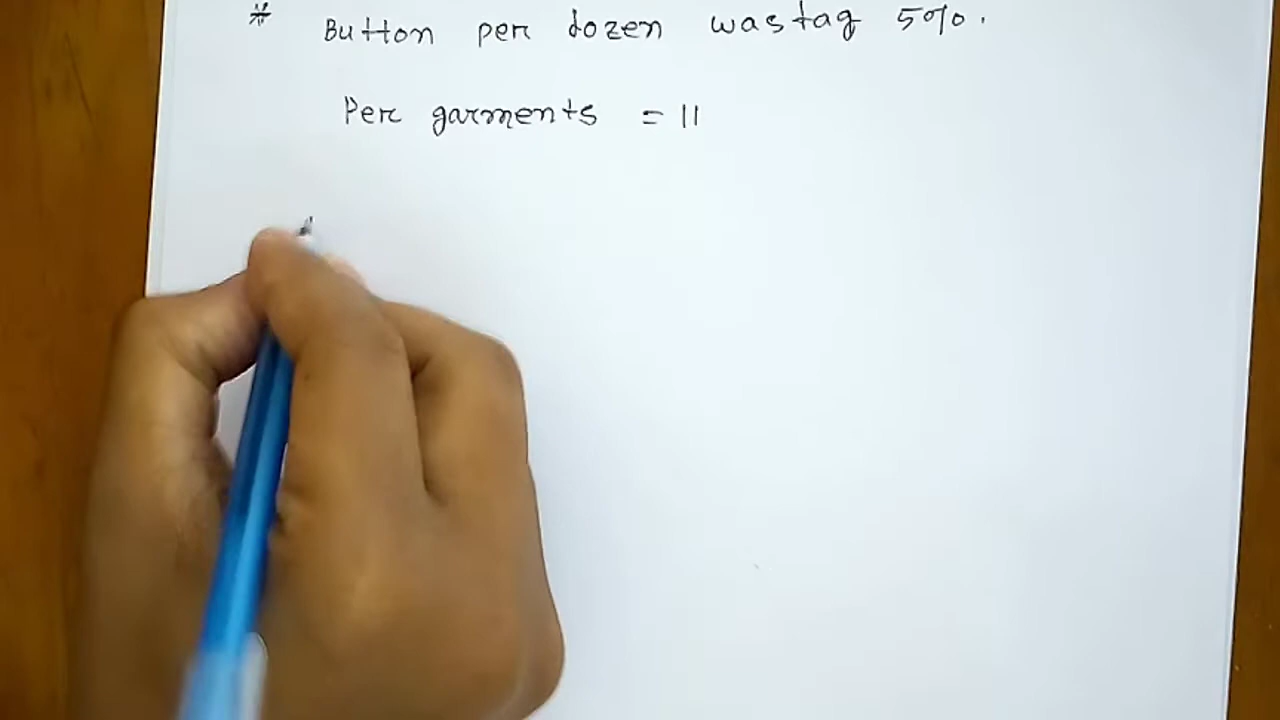 * Button per dozen wastag 5%.
Per garments = 11